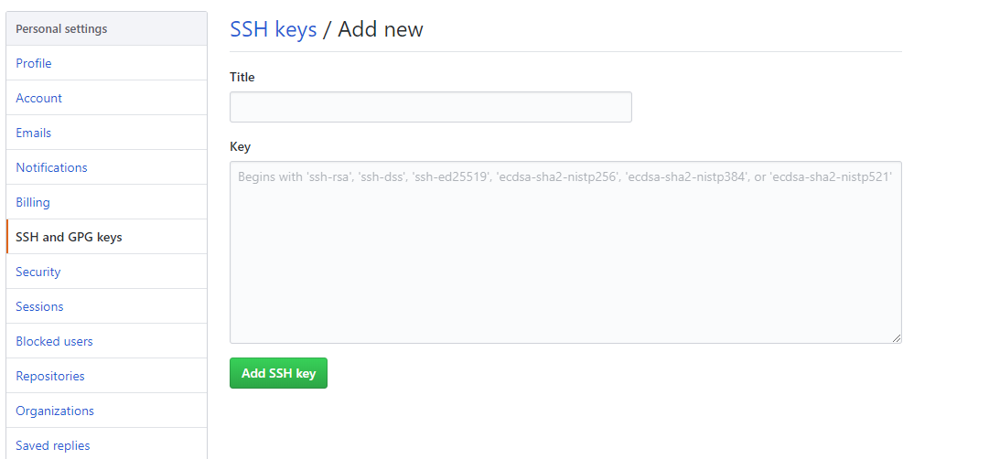 Personal settings
Profile
Account
Emails
Notifications
Billing
SSH and GPG keys
Security
Sessions
Blocked users
Repositories
Organizations
Saved replies
SSH keys / Add new
Title
Key
Begins with 'ssh-rsa', 'ssh-dss', 'ssh-ed25519', 'ecdsa-sha2-nistp256', 'ecdsa-sha2-nistp384', or 'ecdsa-sha2-nistp521'
Add SSH key